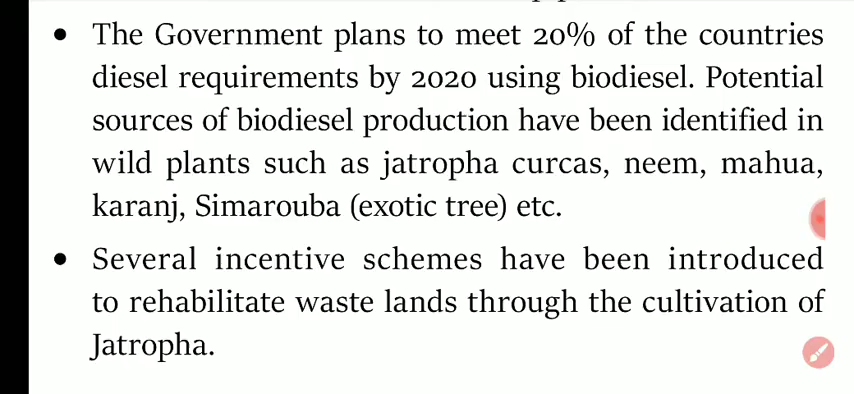 • The Government plans to meet 20% of the countries
diesel requirements by 2020 using biodiesel. Potential
sources of biodiesel production have been identified in
wild plants such as jatropha curcas, neem, mahua,
karanj, Simarouba (exotic tree) etc.
• Several incentive schemes have been introduced
to rehabilitate waste lands through the cultivation of
Jatropha.